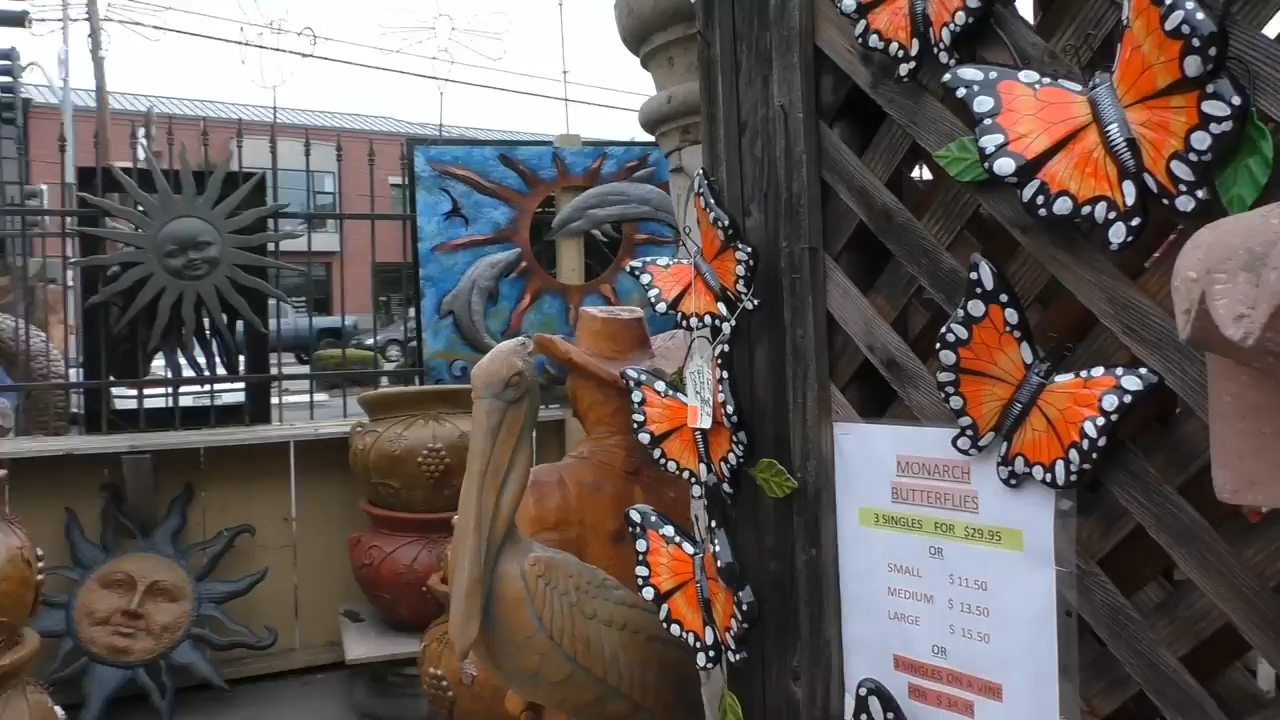 MONARCH
BUTTERFLIES
3 SINGLES FOR $29.95
OR
SMALL $ 11.50
MEDIUM $ 13.50
LARGE $ 15.50
OR
3 SINGLES ON A VINE
FOR